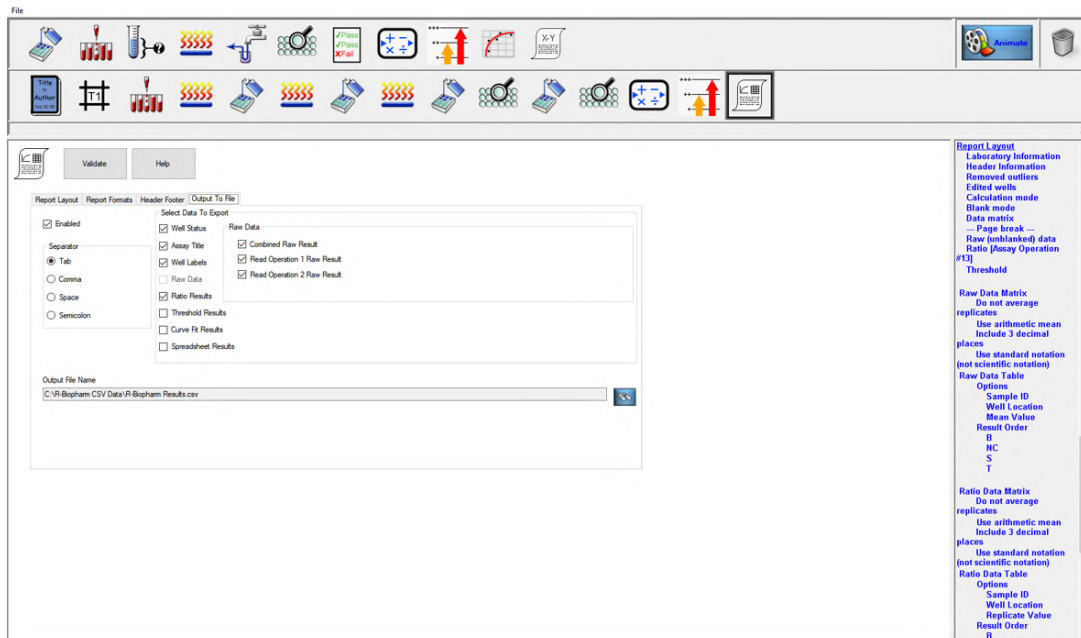 File
Pass
Pass
Fail
X-Y
Animate
Title
by
Author
T1
Validate
Help
Report Layout
Report Formats
Header Footer
Output To File
Enabled
Separator
Tab
Comma
Space
Semicolon
Select Data To Export
Well Status
Assay Title
Well Labels
Raw Data
Ratio Results
Threshold Results
Curve Fit Results
Spreadsheet Results
Raw Data
Combined Raw Result
Read Operation 1 Raw Result
Read Operation 2 Raw Result
Output File Name
C:\R-Biopharm CSV Data\R-Biopharm Results.csv
Report Layout
Laboratory Information
Header Information
Removed outliers
Edited wells
Calculation mode
Blank mode
Data matrix
--- Page break ---
Raw (unblanked) data
Ratio [Assay Operation
#13]
Threshold
Raw Data Matrix
Do not average
replicates
Use arithmetic mean
Include 3 decimal
places
Use standard notation
(not scientific notation)
Raw Data Table
Options
Sample ID
Well Location
Mean Value
Result Order
B
NC
S
T
Ratio Data Matrix
Do not average
replicates
Use arithmetic mean
Include 3 decimal
places
Use standard notation
(not scientific notation)
Ratio Data Table
Options
Sample ID
Well Location
Replicate Value
Result Order
B